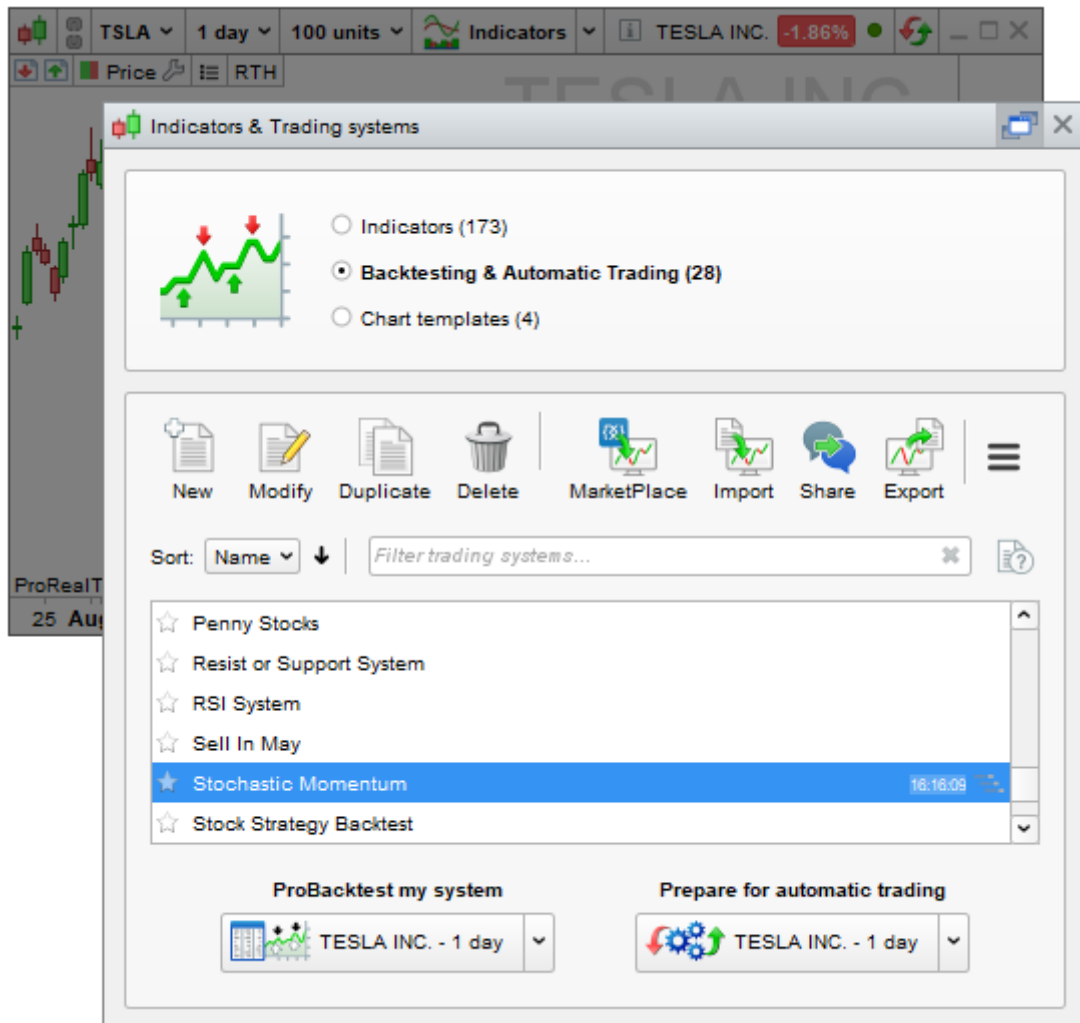 TSLA 1 day 100 units Indicators TESLA INC. -1.86%
Price RTH
TESLA INC
Indicators & Trading systems
Indicators (173)
Backtesting & Automatic Trading (28)
Chart templates (4)
{x}
New Modify Duplicate Delete MarketPlace Import Share Export
Sort: Name Filter trading systems...
ProRealT
25 Aug
Penny Stocks
Resist or Support System
RSI System
Sell In May
Stochastic Momentum 16:16:09
Stock Strategy Backtest
ProBacktest my system Prepare for automatic trading
TESLA INC. - 1 day TESLA INC. - 1 day